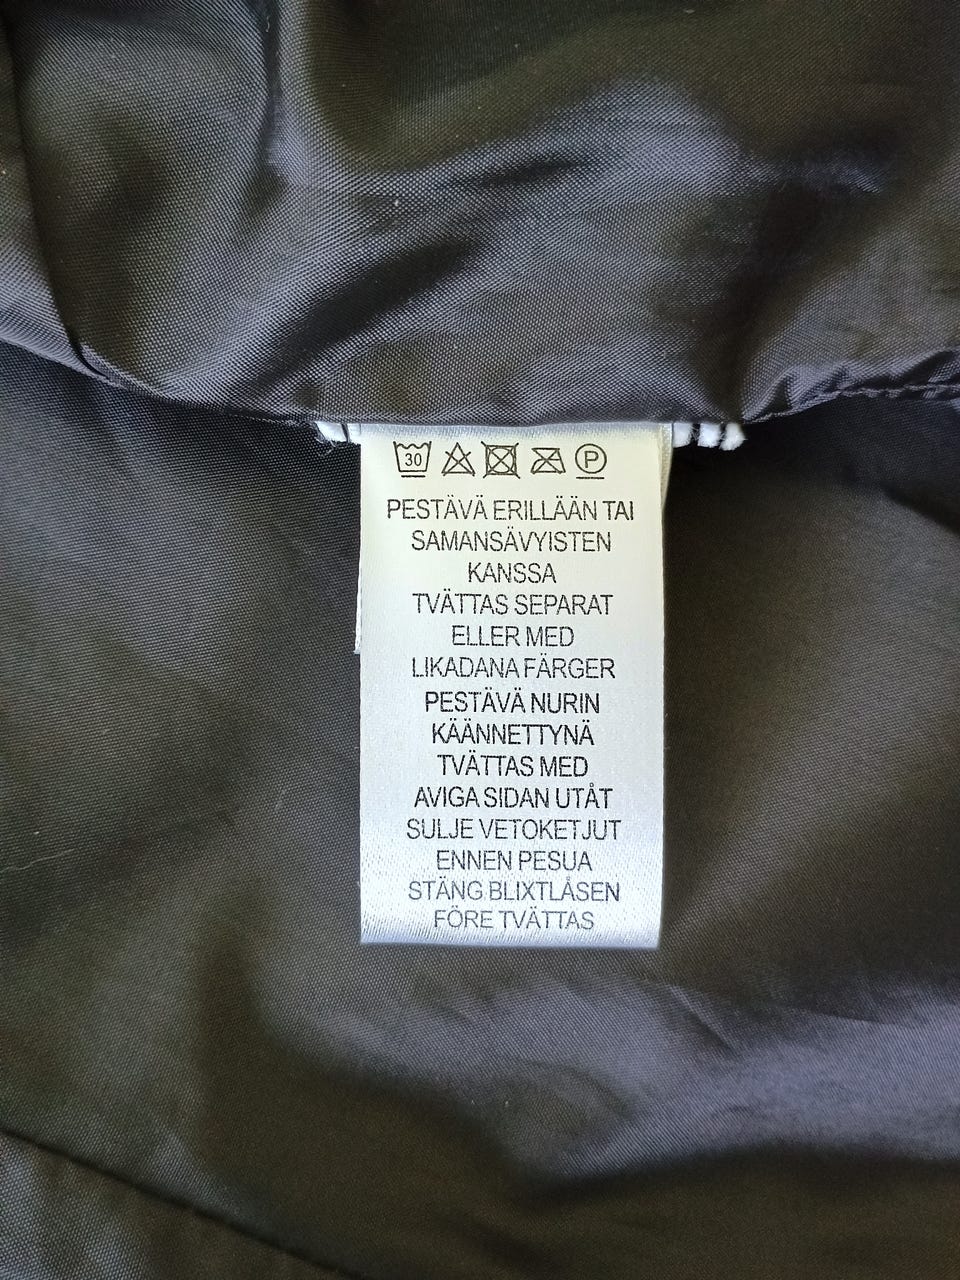 30 P
PESTÄVÄ ERILLÄÄN TAI
SAMANSÄVYISTEN
KANSSA
TVÄTTAS SEPARAT
ELLER MED
LIKADANA FÄRGER
PESTÄVÄ NURIN
KÄÄNNETTYNÄ
TVÄTTAS MED
AVIGA SIDAN UTÅT
SULJE VETOKETJUT
ENNEN PESUA
STÄNG BLIXTLÅSEN
FÖRE TVÄTTAS